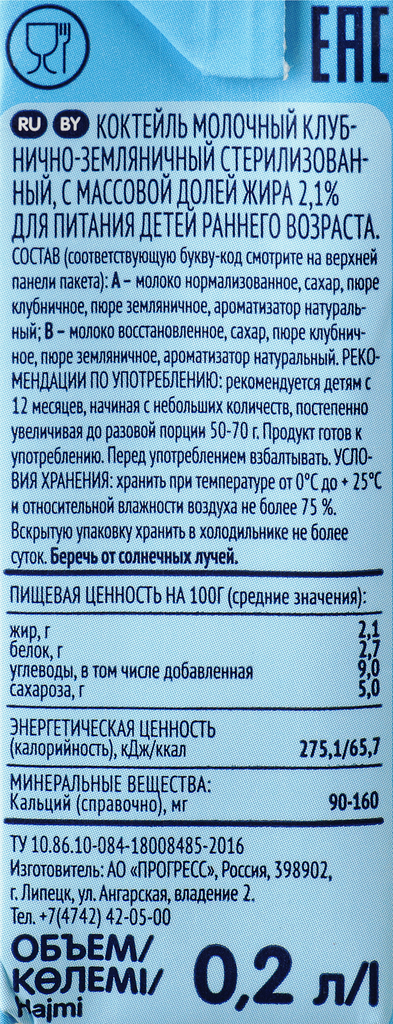 EAC
RU BY КОКТЕЙЛЬ МОЛОЧНЫЙ КЛУБ-
НИЧНО-ЗЕМЛЯНИЧНЫЙ СТЕРИЛИЗОВАН-
НЫЙ, С МАССОВОЙ ДОЛЕЙ ЖИРА 2,1%
ДЛЯ ПИТАНИЯ ДЕТЕЙ РАННЕГО ВОЗРАСТА.
СОСТАВ (соответствующую букву-код смотрите на верхней
панели пакета): А – молоко нормализованное, сахар, пюре
клубничное, пюре земляничное, ароматизатор натураль-
ный; В – молоко восстановленное, сахар, пюре клубнич-
ное, пюре земляничное, ароматизатор натуральный. РЕКО-
МЕНДАЦИИ ПО УПОТРЕБЛЕНИЮ: рекомендуется детям с
12 месяцев, начиная с небольших количеств, постепенно
увеличивая до разовой порции 50-70 г. Продукт готов к
употреблению. Перед употреблением взбалтывать. УСЛО-
ВИЯ ХРАНЕНИЯ: хранить при температуре от 0°С до + 25°С
и относительной влажности воздуха не более 75 %.
Вскрытую упаковку хранить в холодильнике не более
суток. Беречь от солнечных лучей.
ПИЩЕВАЯ ЦЕННОСТЬ НА 100Г (средние значения):
жир, г 2,1
белок, г 2,7
углеводы, в том числе добавленная 9,0
сахароза, г 5,0
ЭНЕРГЕТИЧЕСКАЯ ЦЕННОСТЬ
(калорийность), кДж/ккал 275,1/65,7
МИНЕРАЛЬНЫЕ ВЕЩЕСТВА:
Кальций (справочно), мг 90-160
ТУ 10.86.10-084-18008485-2016
Изготовитель: АО «ПРОГРЕСС», Россия, 398902,
г. Липецк, ул. Ангарская, владение 2.
Тел. +7(4742) 42-05-00
ОБЪЕМ/
КӨЛЕМІ/
Hajmi
0,2 л/l